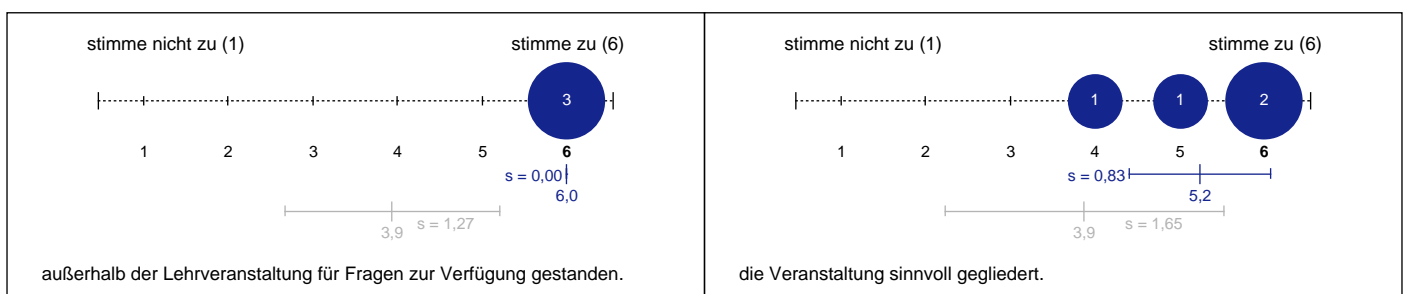 stimme nicht zu (1) stimme zu (6)
3
1 2 3 4 5 6
s = 0,00
6,0
s = 1,27
3,9
außerhalb der Lehrveranstaltung für Fragen zur Verfügung gestanden.
stimme nicht zu (1) stimme zu (6)
1 1 2
1 2 3 4 5 6
s = 0,83
5,2
s = 1,65
3,9
die Veranstaltung sinnvoll gegliedert.